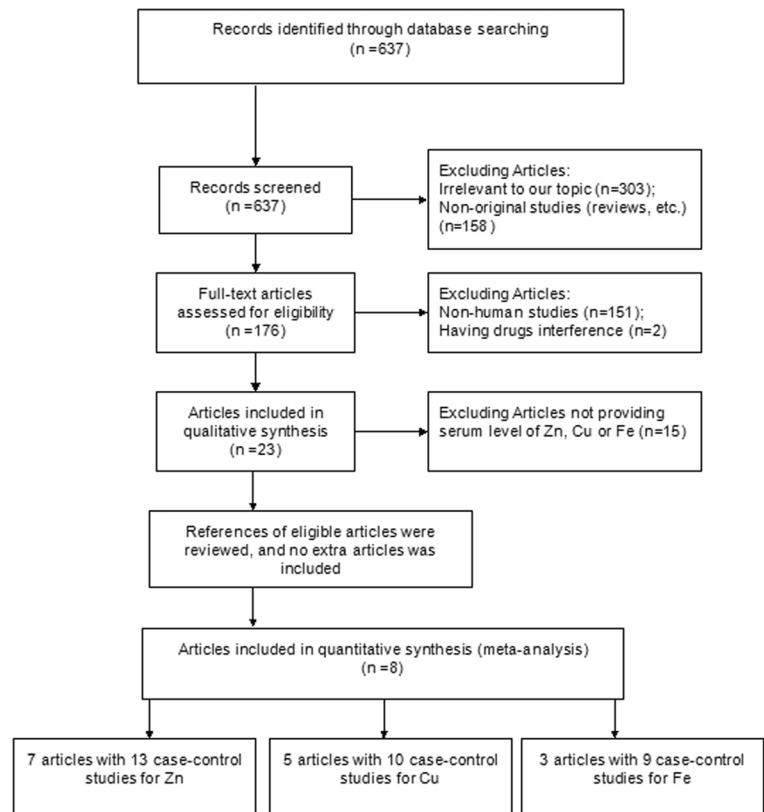 Records identified through database searching
(n =637)
Records screened
(n =637)
Excluding Articles:
Irrelevant to our topic (n=303);
Non-original studies (reviews, etc.)
(n=158 )
Full-text articles
assessed for eligibility
(n =176)
Excluding Articles:
Non-human studies (n=151);
Having drugs interference (n=2)
Articles included in
qualitative synthesis
(n =23)
Excluding Articles not providing
serum level of Zn, Cu or Fe (n=15)
References of eligible articles were
reviewed, and no extra articles was
included
Articles included in quantitative synthesis (meta-analysis)
(n =8)
7 articles with 13 case-control
studies for Zn
5 articles with 10 case-control
studies for Cu
3 articles with 9 case-control
studies for Fe